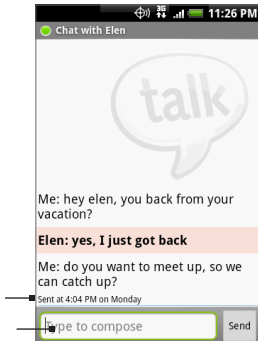 3G 11:26 PM
Chat with Elen
talk
Me: hey elen, you back from your
vacation?
Elen: yes, I just got back
Me: do you want to meet up, so we
can catch up?
Sent at 4:04 PM on Monday
Type to compose
Send